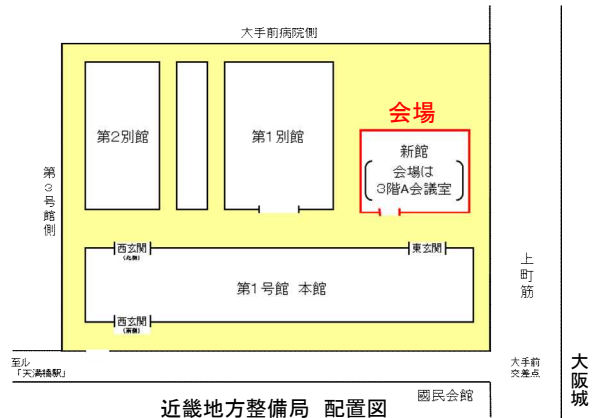 大手前病院側
会場
第2別館
第1別館
新館
会場は
3階A会議室
第3号館側
西玄関
(北側)
東玄関
第1号館 本館
西玄関
(南側)
上町筋
至ル
「天満橋駅」
大手前
交差点
大阪城
國民会館
近畿地方整備局 配置図